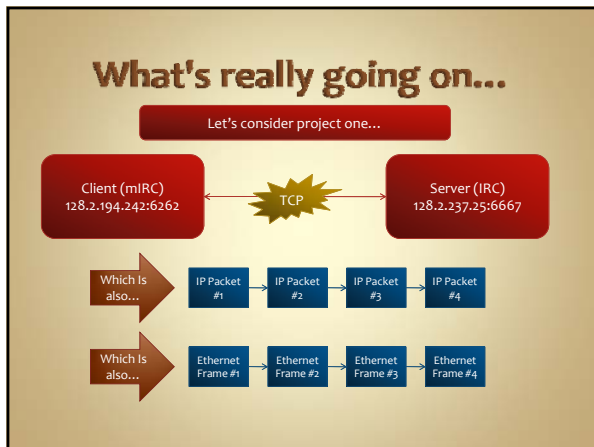 What's really going on...
Let's consider project one...
Client (mIRC)
128.2.194.242:6262
TCP
Server (IRC)
128.2.237.25:6667
Which Is
also...
IP Packet
#1
IP Packet
#2
IP Packet
#3
IP Packet
#4
Which Is
also...
Ethernet
Frame #1
Ethernet
Frame #2
Ethernet
Frame #3
Ethernet
Frame #4